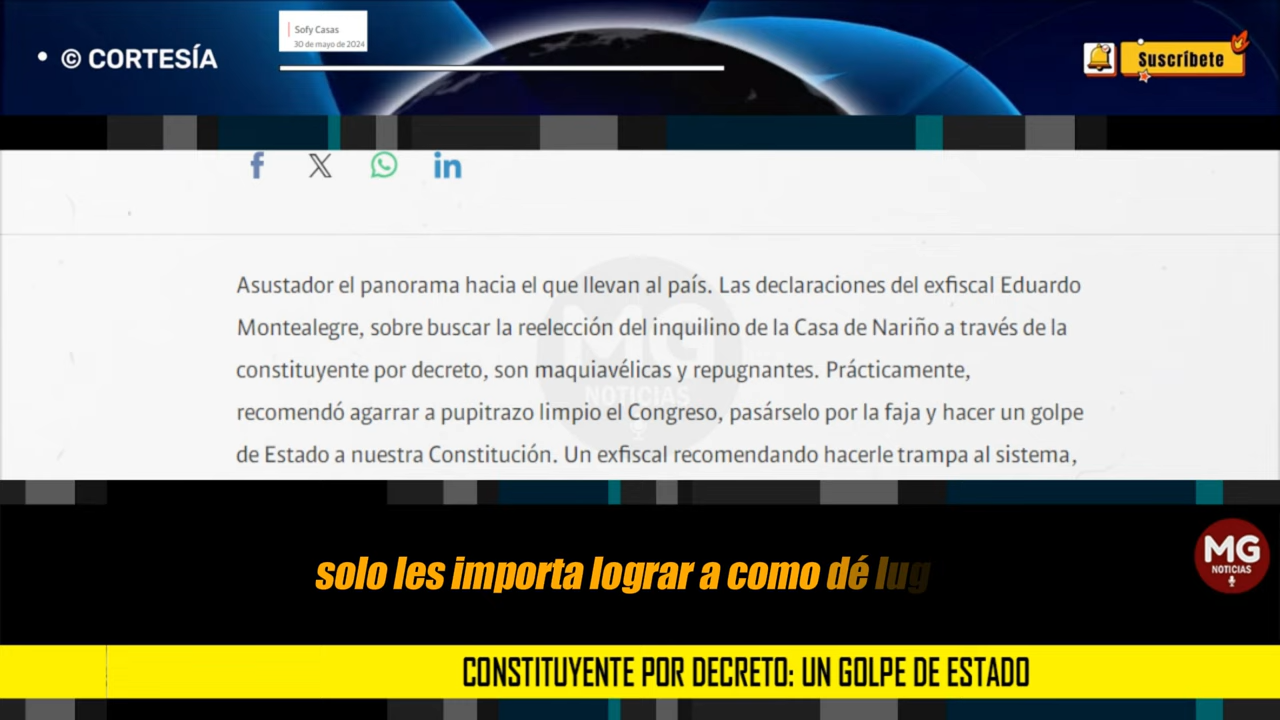 Sofy Casas
30 de mayo de 2024
• © CORTESÍA
Suscríbete
Asustador el panorama hacia el que llevan al país. Las declaraciones del exfiscal Eduardo
Montealegre, sobre buscar la reelección del inquilino de la Casa de Nariño a través de la
constituyente por decreto, son maquiavélicas y repugnantes. Prácticamente,
recomendó agarrar a pupitrazo limpio el Congreso, pasárselo por la faja y hacer un golpe
de Estado a nuestra Constitución. Un exfiscal recomendando hacerle trampa al sistema,
MG
NOTICIAS
solo les importa lograr a como dé lug
MG
NOTICIAS
CONSTITUYENTE POR DECRETO: UN GOLPE DE ESTADO